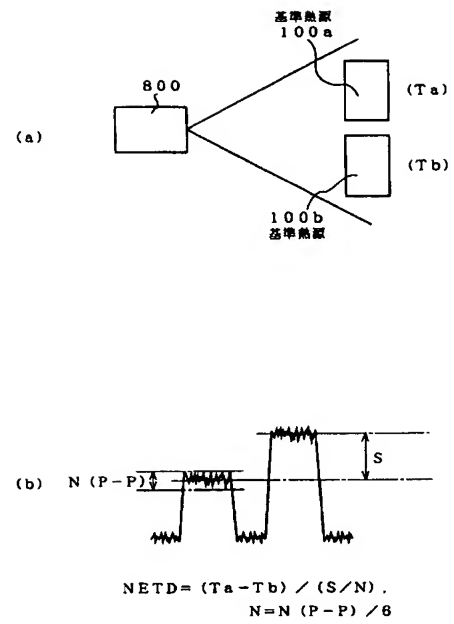 基準熱源
100a
800
(Ta)
(a)
(Tb)
100b
基準熱源
(b)
N (P-P)
S
NETD= (Ta-Tb) / (S/N) .
N=N (P-P) /6